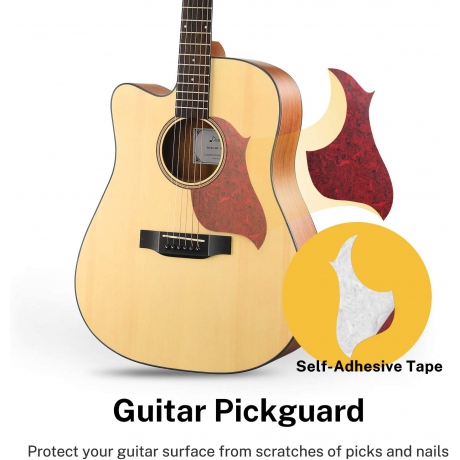 Self-Adhesive Tape
Guitar Pickguard
Protect your guitar surface from scratches of picks and nails